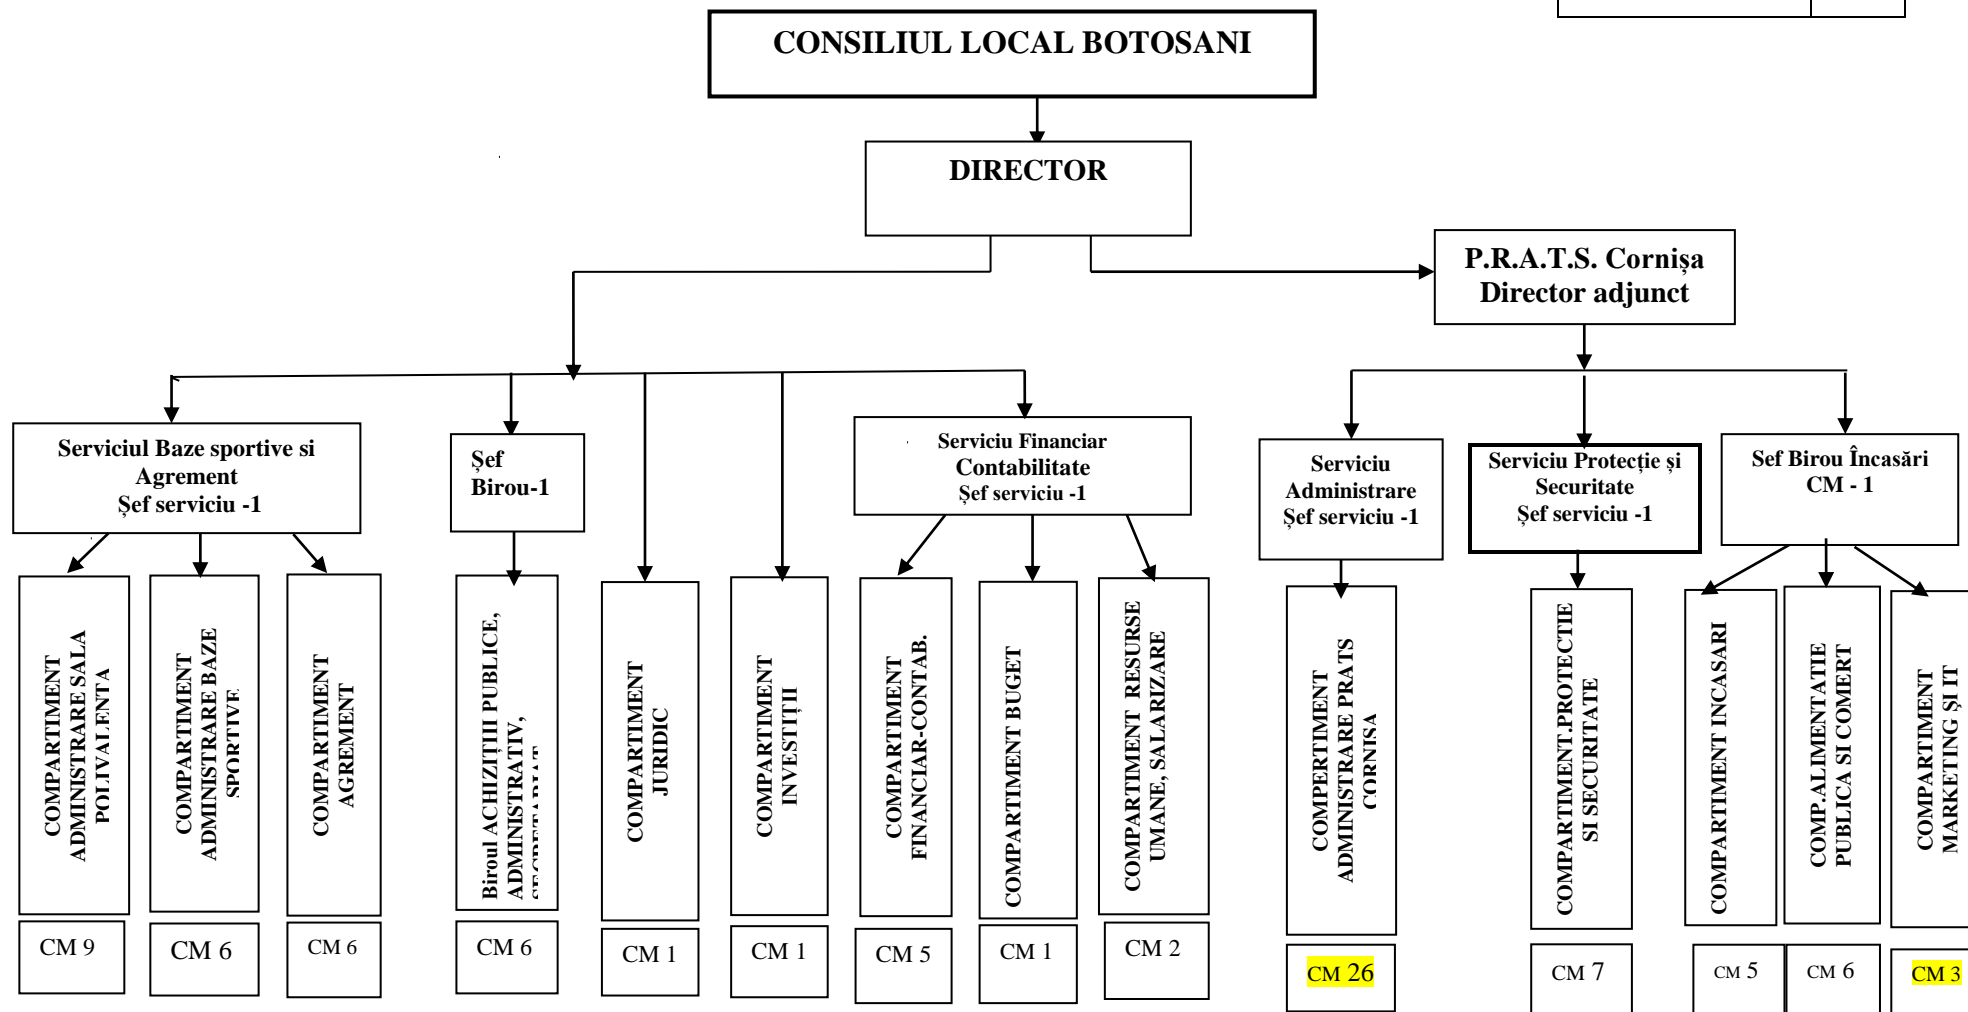 CONSILIUL LOCAL BOTOSANI
DIRECTOR
P.R.A.T.S. Cornișa
Director adjunct
Serviciul Baze sportive si
Agrement
Șef serviciu -1
Șef
Birou-1
Serviciu Financiar
Contabilitate
Șef serviciu -1
Serviciu
Administrare
Șef serviciu -1
Serviciu Protecție și
Securitate
Șef serviciu -1
Sef Birou Încasări
CM - 1
COMPARTIMENT
ADMINISTRARE SALA
POLIVALENTA
COMPARTIMENT
ADMINISTRARE BAZE
SPORTIVE
COMPARTIMENT
AGREMENT
Biroul ACHIZIȚIII PUBLICE,
ADMINISTRATIV,
SECRETARIAT
COMPARTIMENT
JURIDIC
COMPARTIMENT
INVESTIȚII
COMPARTIMENT
FINANCIAR-CONTAB.
COMPARTIMENT BUGET
COMPARTIMENT RESURSE
UMANE, SALARIZARE
COMPERTIMENT
ADMINISTRARE PRATS
CORNISA
COMPARTIMENT.PROTECTIE
SI SECURITATE
COMPARTIMENT INCASARI
COMP.ALIMENTATIE
PUBLICA SI COMERT
COMPARTIMENT
MARKETING ȘI IT
CM 9
CM 6
CM 6
CM 6
CM 1
CM 1
CM 5
CM 1
CM 2
CM 26
CM 7
CM 5
CM 6
CM 3